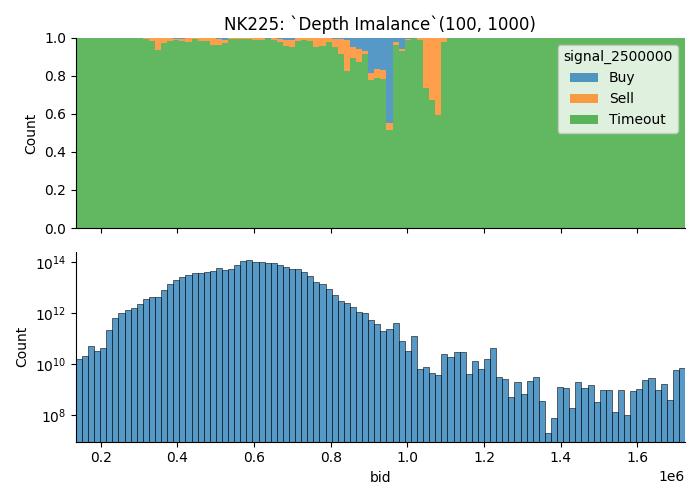 NK225: `Depth Imalance`(100, 1000)
1.0
0.8
0.6
0.4
0.2
0.0
Count
signal_2500000
Buy
Sell
Timeout
10^14
10^12
10^10
10^8
Count
0.2 0.4 0.6 0.8 1.0 1.2 1.4 1.6
1e6
bid